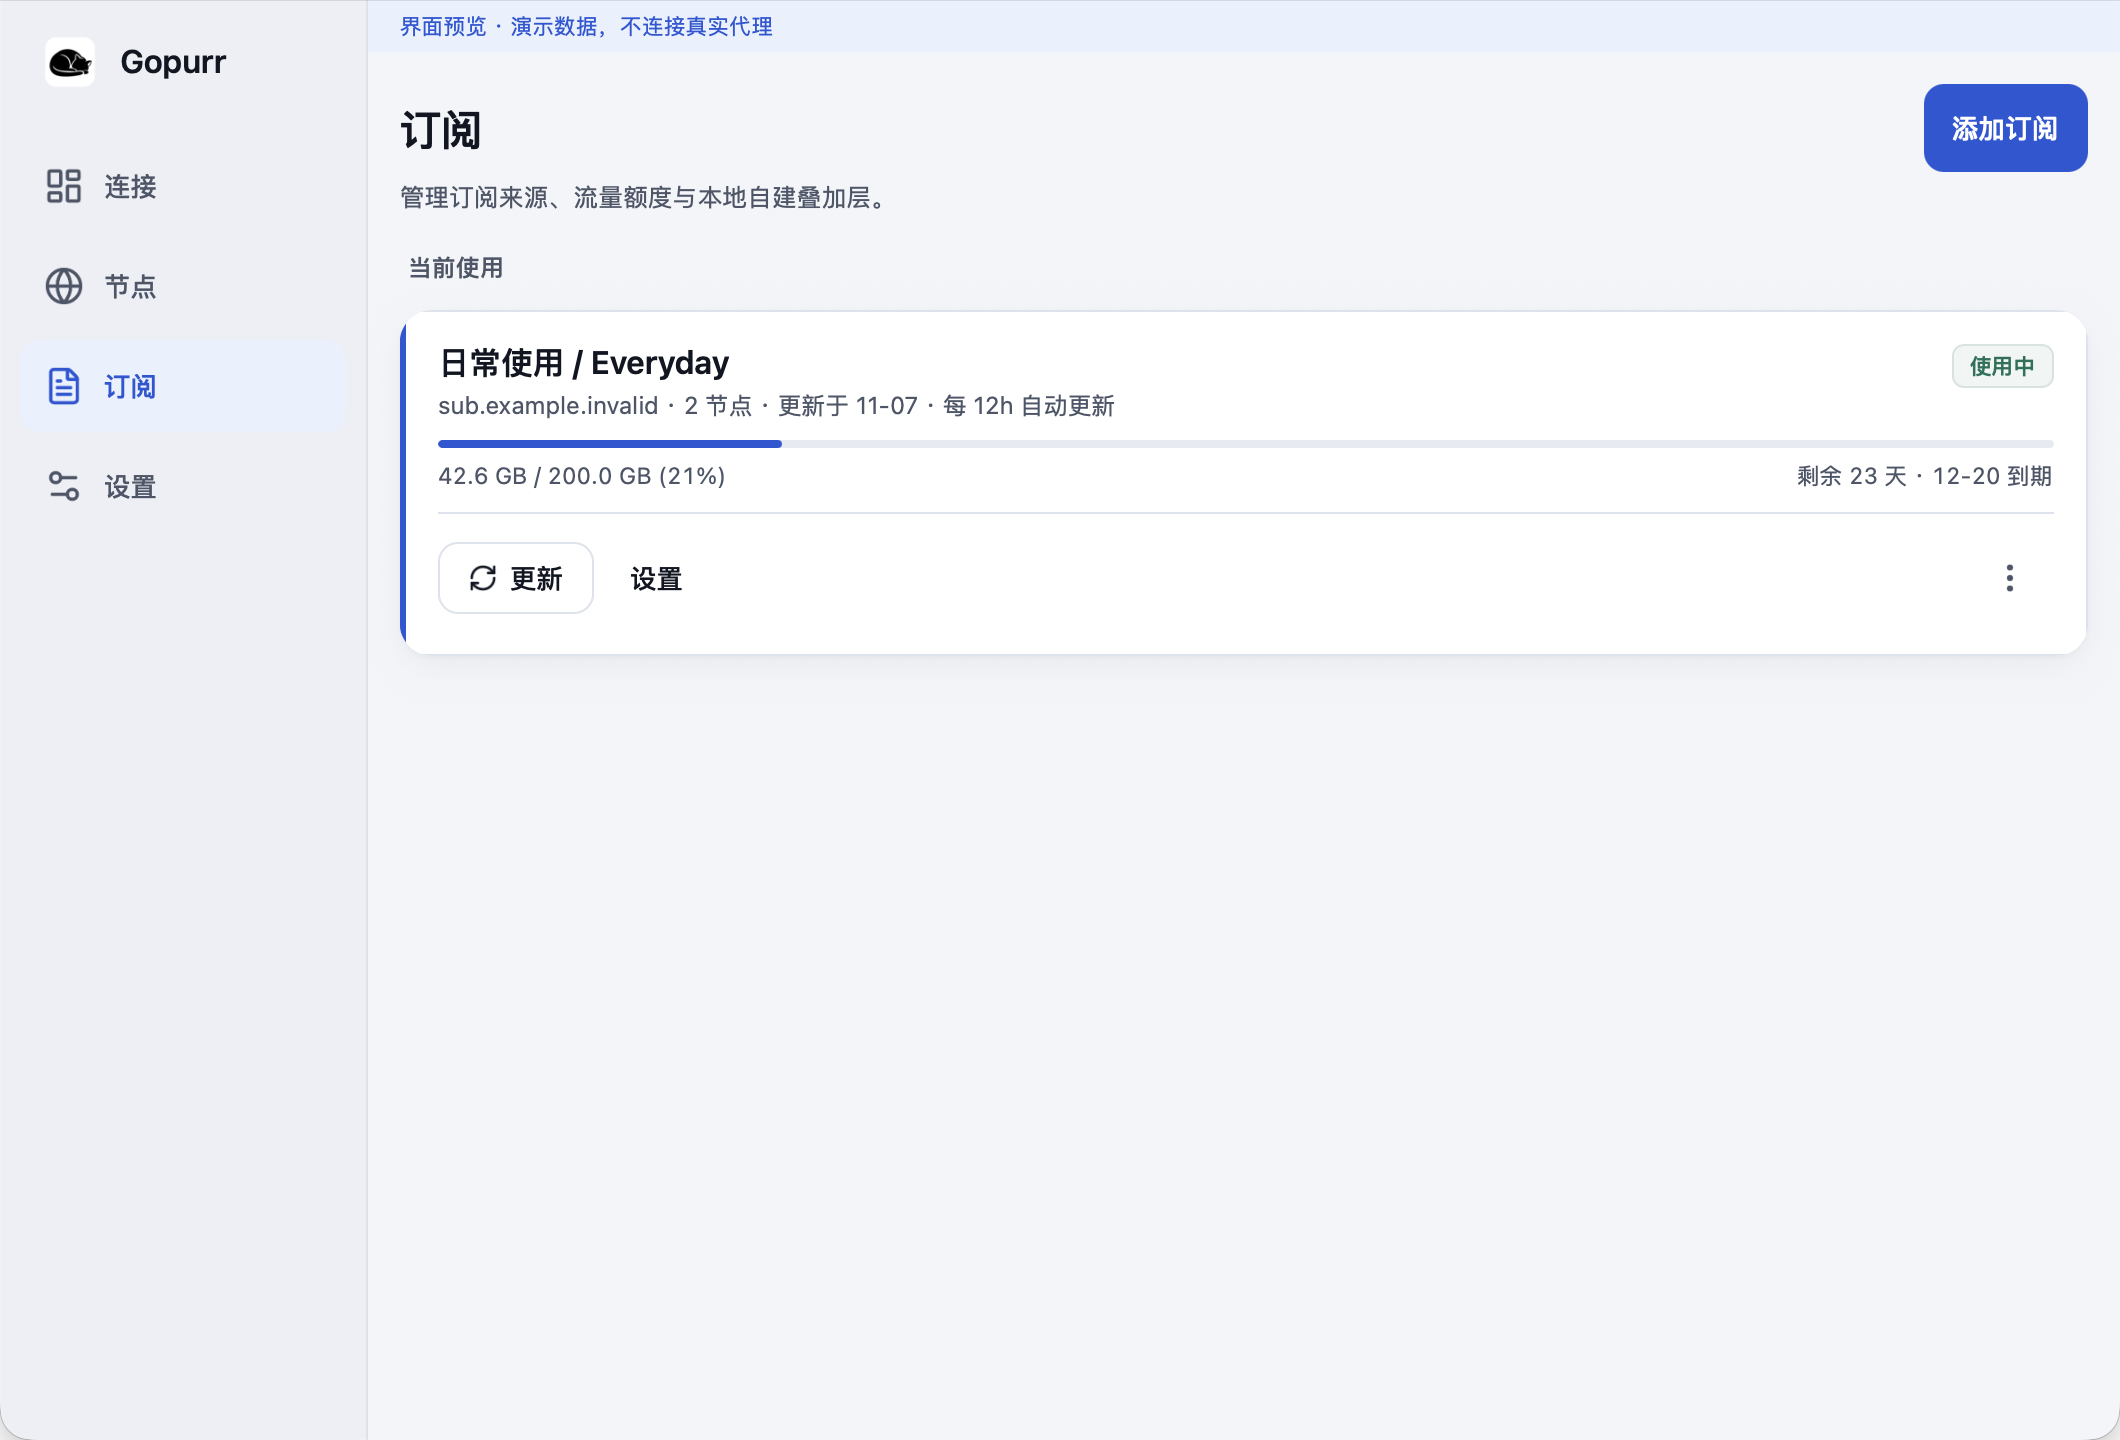 Gopurr
连接
节点
订阅
设置
界面预览 · 演示数据，不连接真实代理
订阅
添加订阅
管理订阅来源、流量额度与本地自建叠加层。
当前使用
日常使用 / Everyday
使用中
sub.example.invalid · 2 节点 · 更新于 11-07 · 每 12h 自动更新
42.6 GB / 200.0 GB (21%)
剩余 23 天 · 12-20 到期
更新
设置